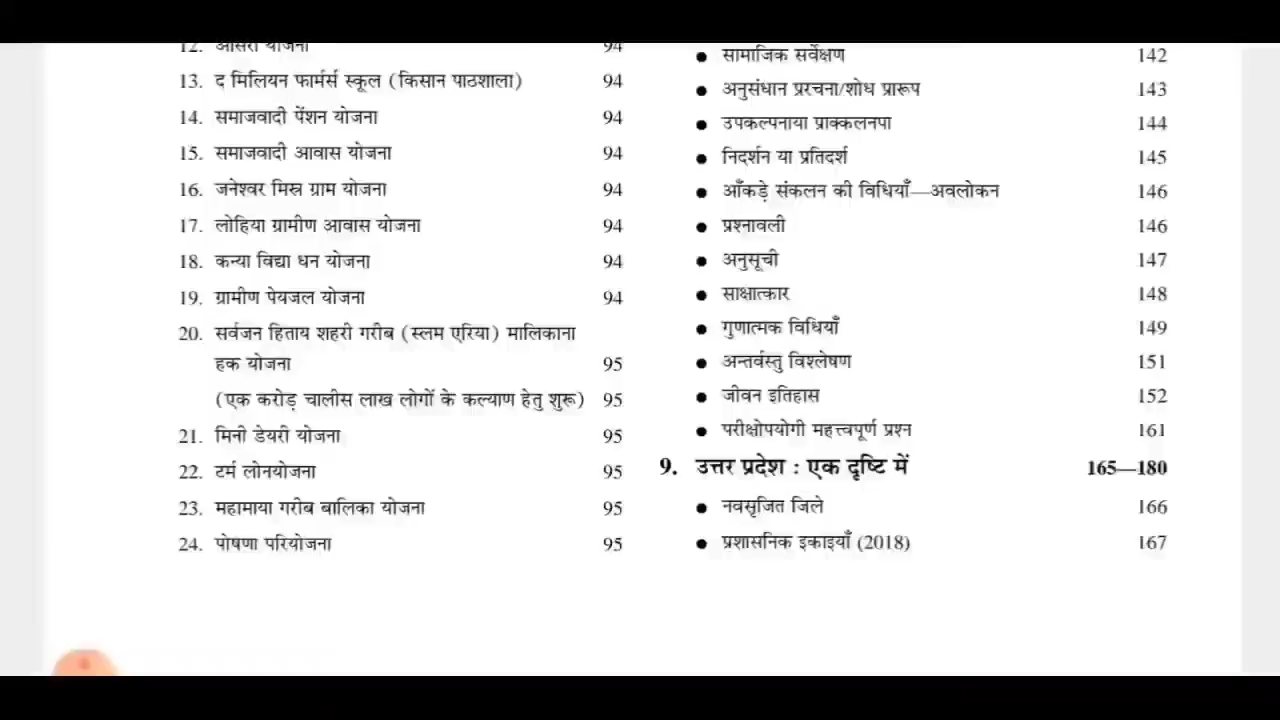 12. आसरा योजना 94
13. द मिलियन फार्मर्स स्कूल (किसान पाठशाला) 94
14. समाजवादी पेंशन योजना 94
15. समाजवादी आवास योजना 94
16. जनेश्वर मिस्र ग्राम योजना 94
17. लोहिया ग्रामीण आवास योजना 94
18. कन्या विद्या धन योजना 94
19. ग्रामीण पेयजल योजना 94
20. सर्वजन हिताय शहरी गरीब (स्लम एरिया) मालिकाना
हक योजना 95
(एक करोड़ चालीस लाख लोगों के कल्याण हेतु शुरू) 95
21. मिनी डेयरी योजना 95
22. टर्म लोनयोजना 95
23. महामाया गरीब बालिका योजना 95
24. पोषणा परियोजना 95
● सामाजिक सर्वेक्षण 142
● अनुसंधान प्ररचना/शोध प्रारूप 143
● उपकल्पनाया प्राक्कलनपा 144
● निदर्शन या प्रतिदर्श 145
● आँकड़े संकलन की विधियाँ—अवलोकन 146
● प्रश्नावली 146
● अनुसूची 147
● साक्षात्कार 148
● गुणात्मक विधियाँ 149
● अन्तर्वस्तु विश्लेषण 151
● जीवन इतिहास 152
● परीक्षोपयोगी महत्त्वपूर्ण प्रश्न 161
9. उत्तर प्रदेश : एक दृष्टि में 165—180
● नवसृजित जिले 166
● प्रशासनिक इकाइयाँ (2018) 167